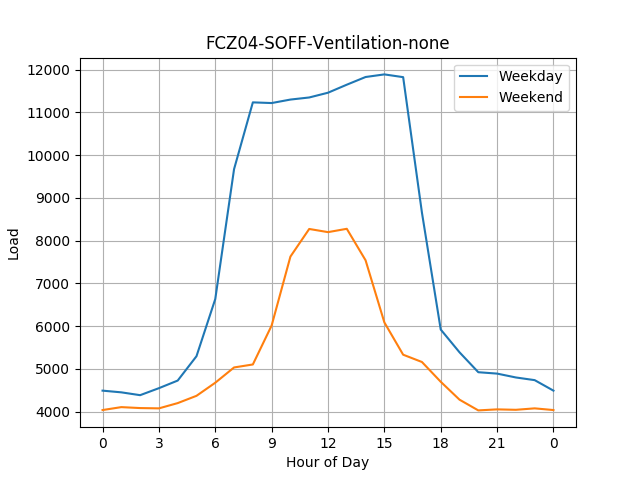 FCZ04-SOFF-Ventilation-none
12000
11000
10000
9000
8000
7000
6000
5000
4000
Load
Weekday
Weekend
0 3 6 9 12 15 18 21 0
Hour of Day